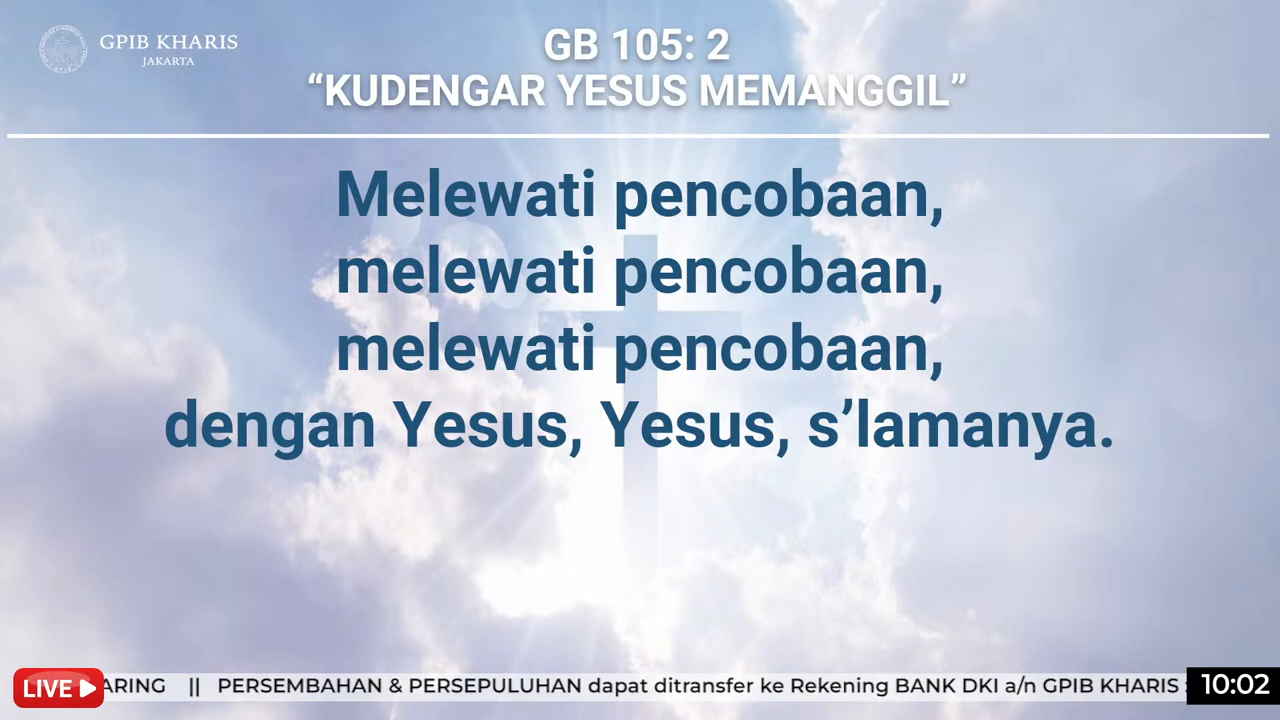 GPIB KHARIS
JAKARTA
GB 105: 2
“KUDENGAR YESUS MEMANGGIL”
Melewati pencobaan,
melewati pencobaan,
melewati pencobaan,
dengan Yesus, Yesus, s’lamanya.
LIVE
ARING || PERSEMBAHAN & PERSEPULUHAN dapat ditransfer ke Rekening BANK DKI a/n GPIB KHARIS :
10:02